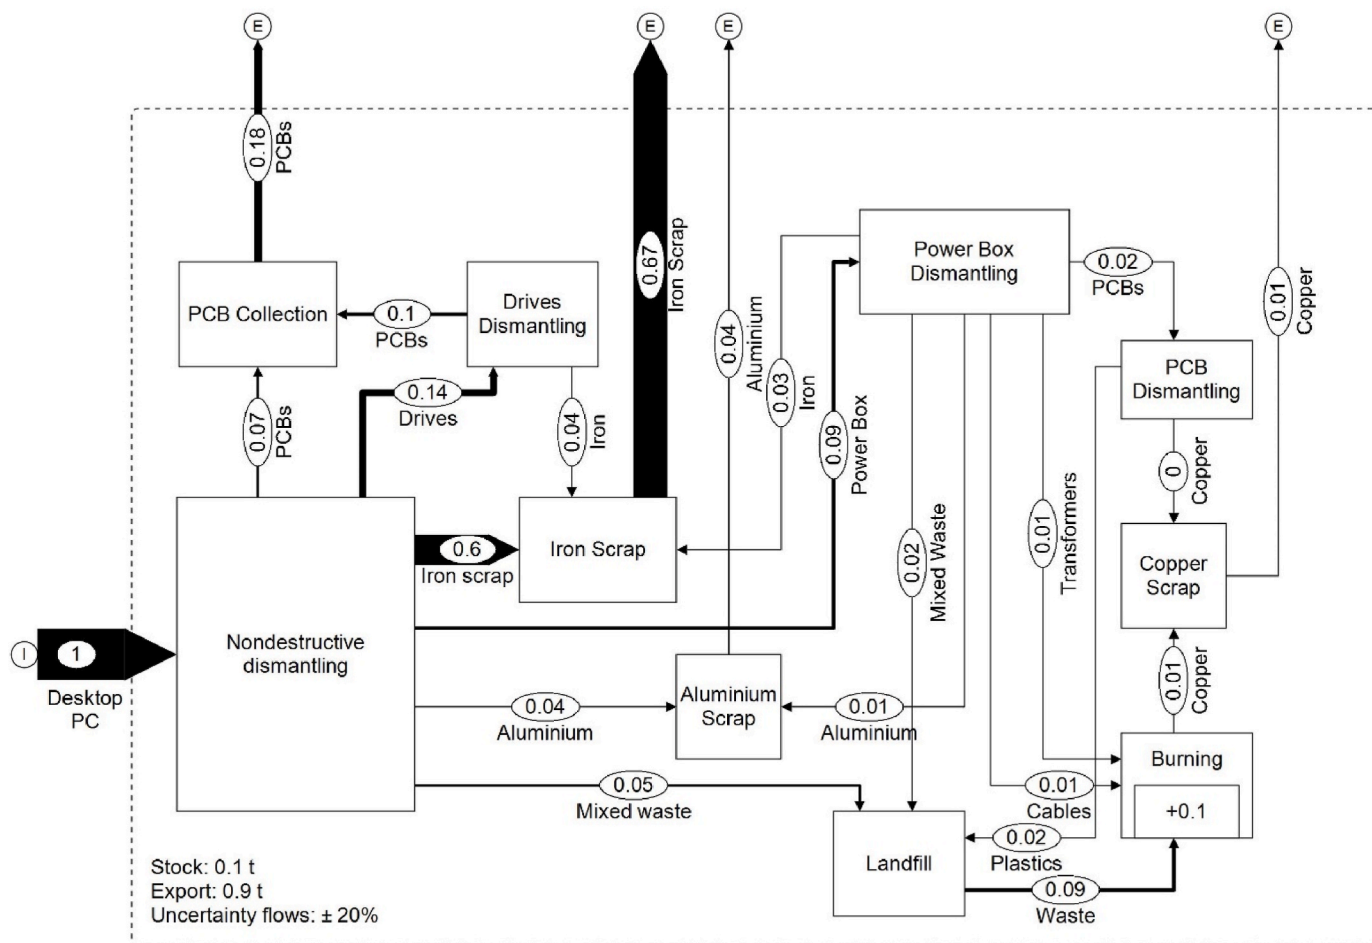 E
E
E
E
0.18
PCBs
0.67
Iron Scrap
0.04
Aluminium
0.01
Copper
PCB Collection
0.1
PCBs
Drives
Dismantling
Power Box
Dismantling
0.02
PCBs
0.03
Iron
0.09
Power Box
PCB
Dismantling
0.07
PCBs
0.14
Drives
0.04
Iron
0
Copper
0.02
Mixed Waste
0.01
Transformers
0.6
Iron scrap
Iron Scrap
Copper
Scrap
I
1
Desktop
PC
Nondestructive
dismantling
0.04
Aluminium
Aluminium
Scrap
0.01
Aluminium
0.01
Copper
0.05
Mixed waste
Burning
+0.1
0.01
Cables
Landfill
0.02
Plastics
0.09
Waste
Stock: 0.1 t
Export: 0.9 t
Uncertainty flows: ± 20%